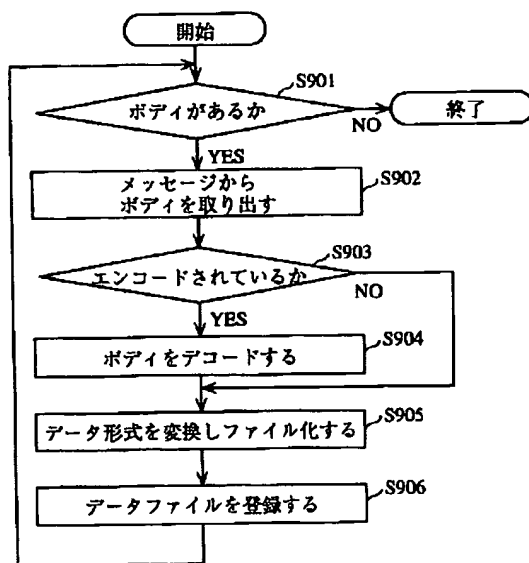 開始
S901
ボディがあるか
終了
NO
YES
S902
メッセージから
ボディを取り出す
S903
エンコードされているか
NO
YES
S904
ボディをデコードする
S905
データ形式を変換しファイル化する
S906
データファイルを登録する